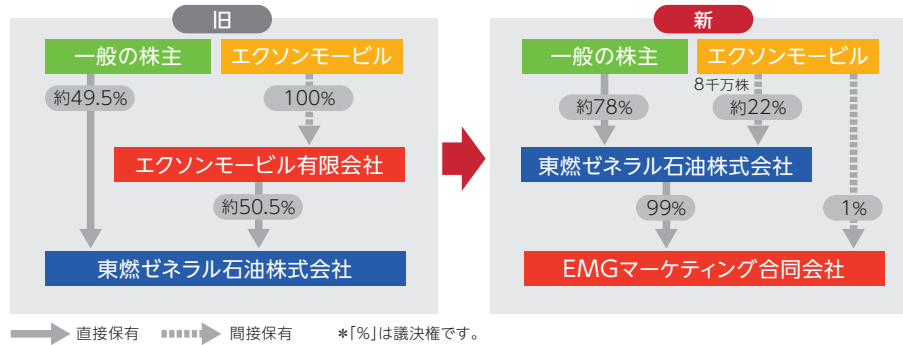 旧
一般の株主
エクソンモービル
約49.5%
100%
エクソンモービル有限会社
約50.5%
東燃ゼネラル石油株式会社
新
一般の株主
エクソンモービル
8千万株
約78%
約22%
東燃ゼネラル石油株式会社
99%
1%
EMGマーケティング合同会社
直接保有
間接保有
*「%」は議決権です。